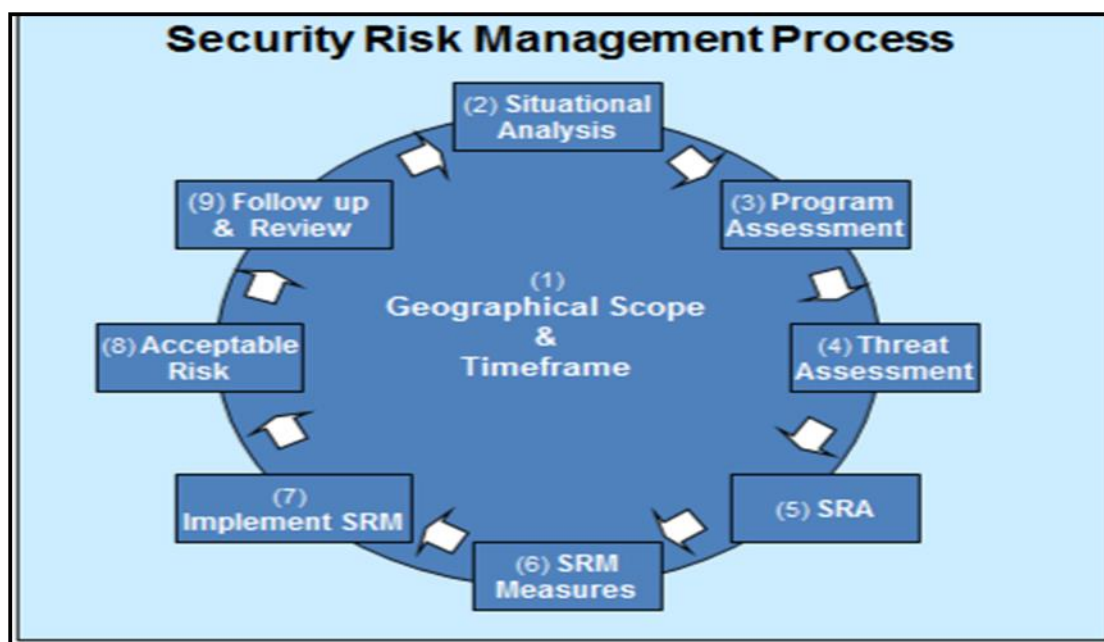 Security Risk Management Process
(2) Situational
Analysis
(9) Follow up
& Review
(3) Program
Assessment
(1)
Geographical Scope
&
Timeframe
(8) Acceptable
Risk
(4) Threat
Assessment
(7)
Implement SRM
(5) SRA
(6) SRM
Measures